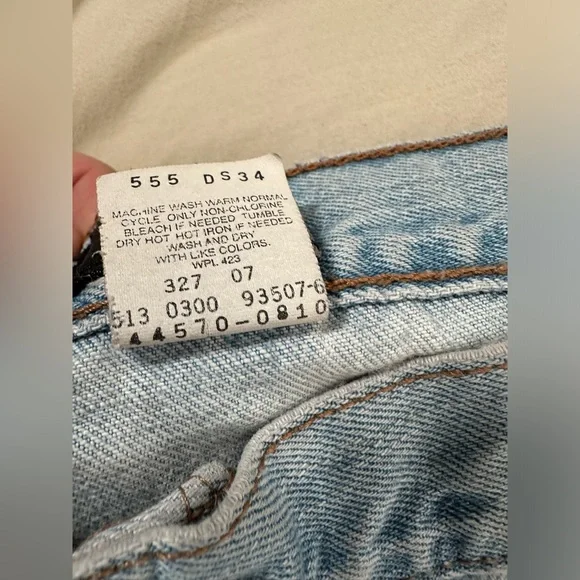 555 DS34
MACHINE WASH WARM NORMAL
CYCLE ONLY NON-CHLORINE
BLEACH IF NEEDED TUMBLE
DRY HOT HOT IRON IF NEEDED
WASH AND DRY
WITH LIKE COLORS.
WPL 423
327 07
513 0300 93507-6
44570-0810